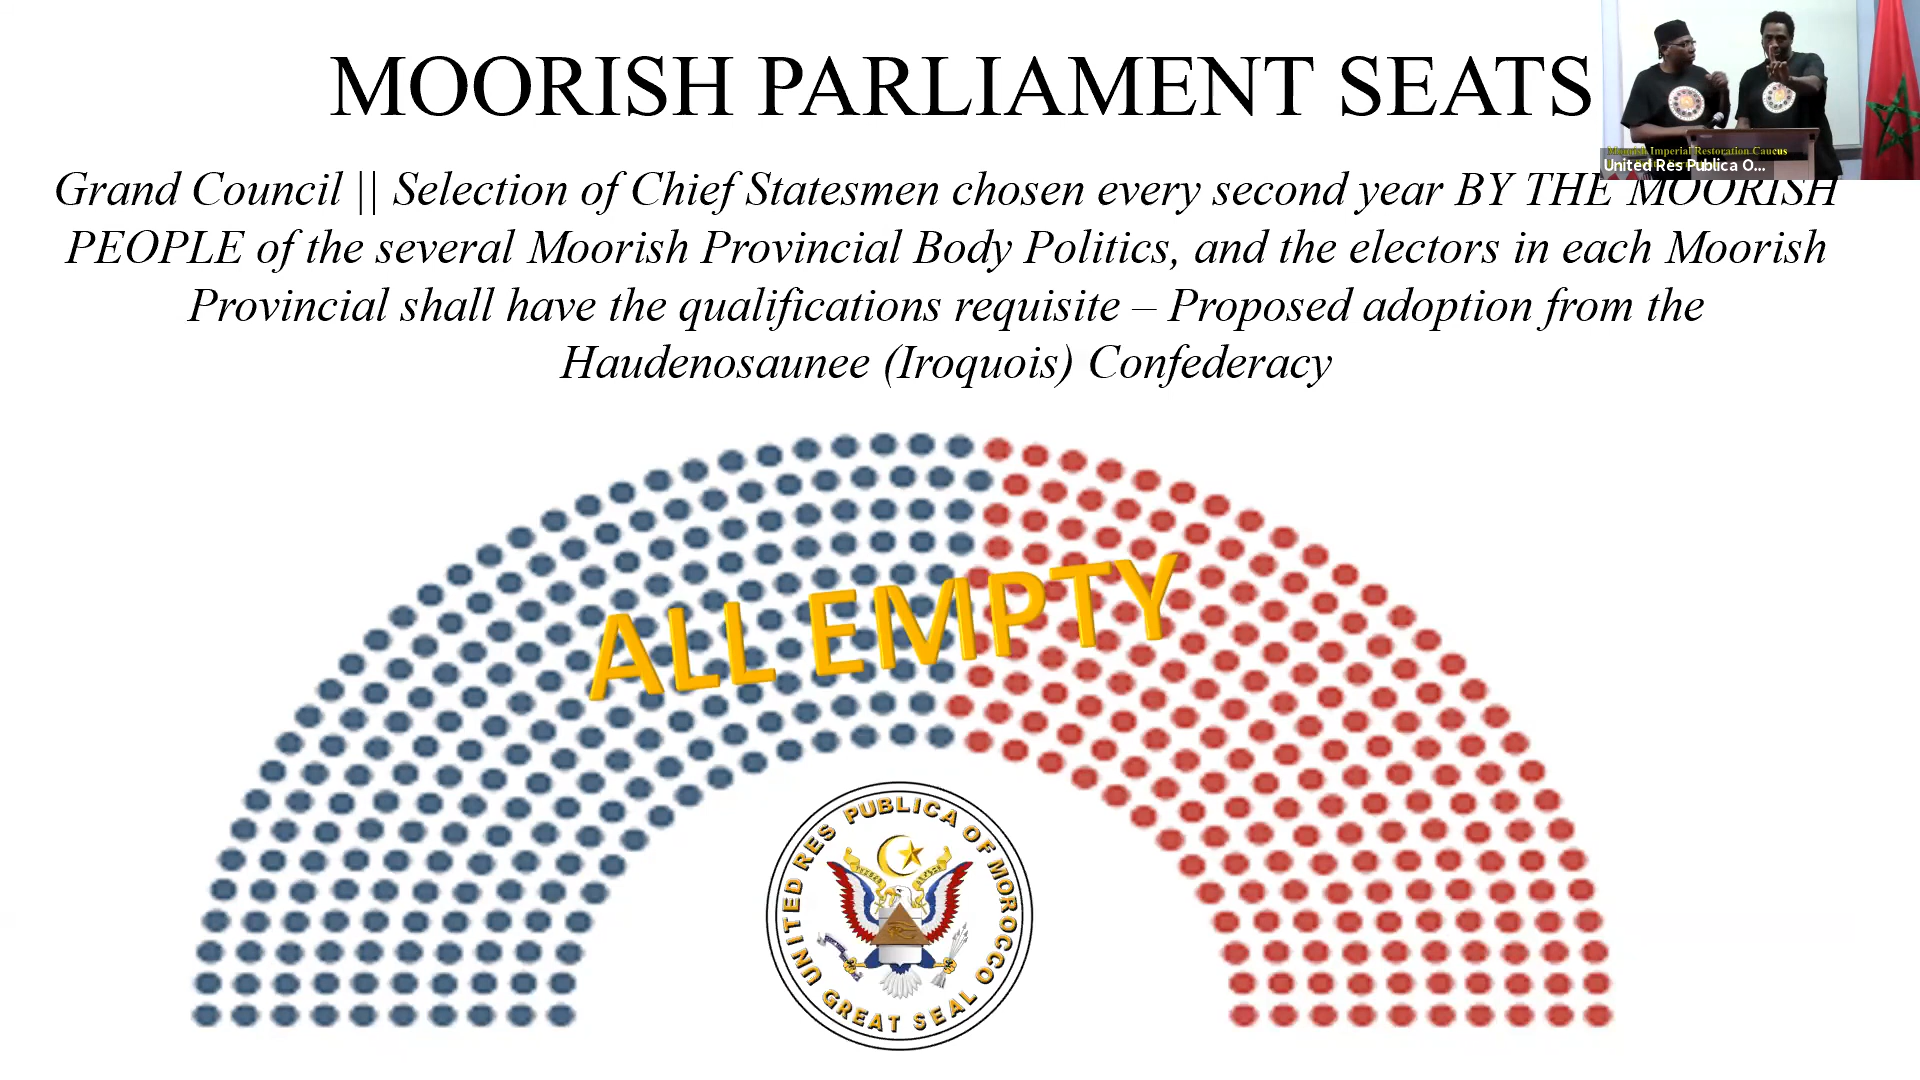 MOORISH PARLIAMENT SEATS
Moorish Imperial Restoration Caucus
United Res Publica O...
Grand Council || Selection of Chief Statesmen chosen every second year BY THE MOORISH
PEOPLE of the several Moorish Provincial Body Politics, and the electors in each Moorish
Provincial shall have the qualifications requisite – Proposed adoption from the
Haudenosaunee (Iroquois) Confederacy
ALL EMPTY
UNITED RES PUBLICA OF MOROCCO
GREAT SEAL